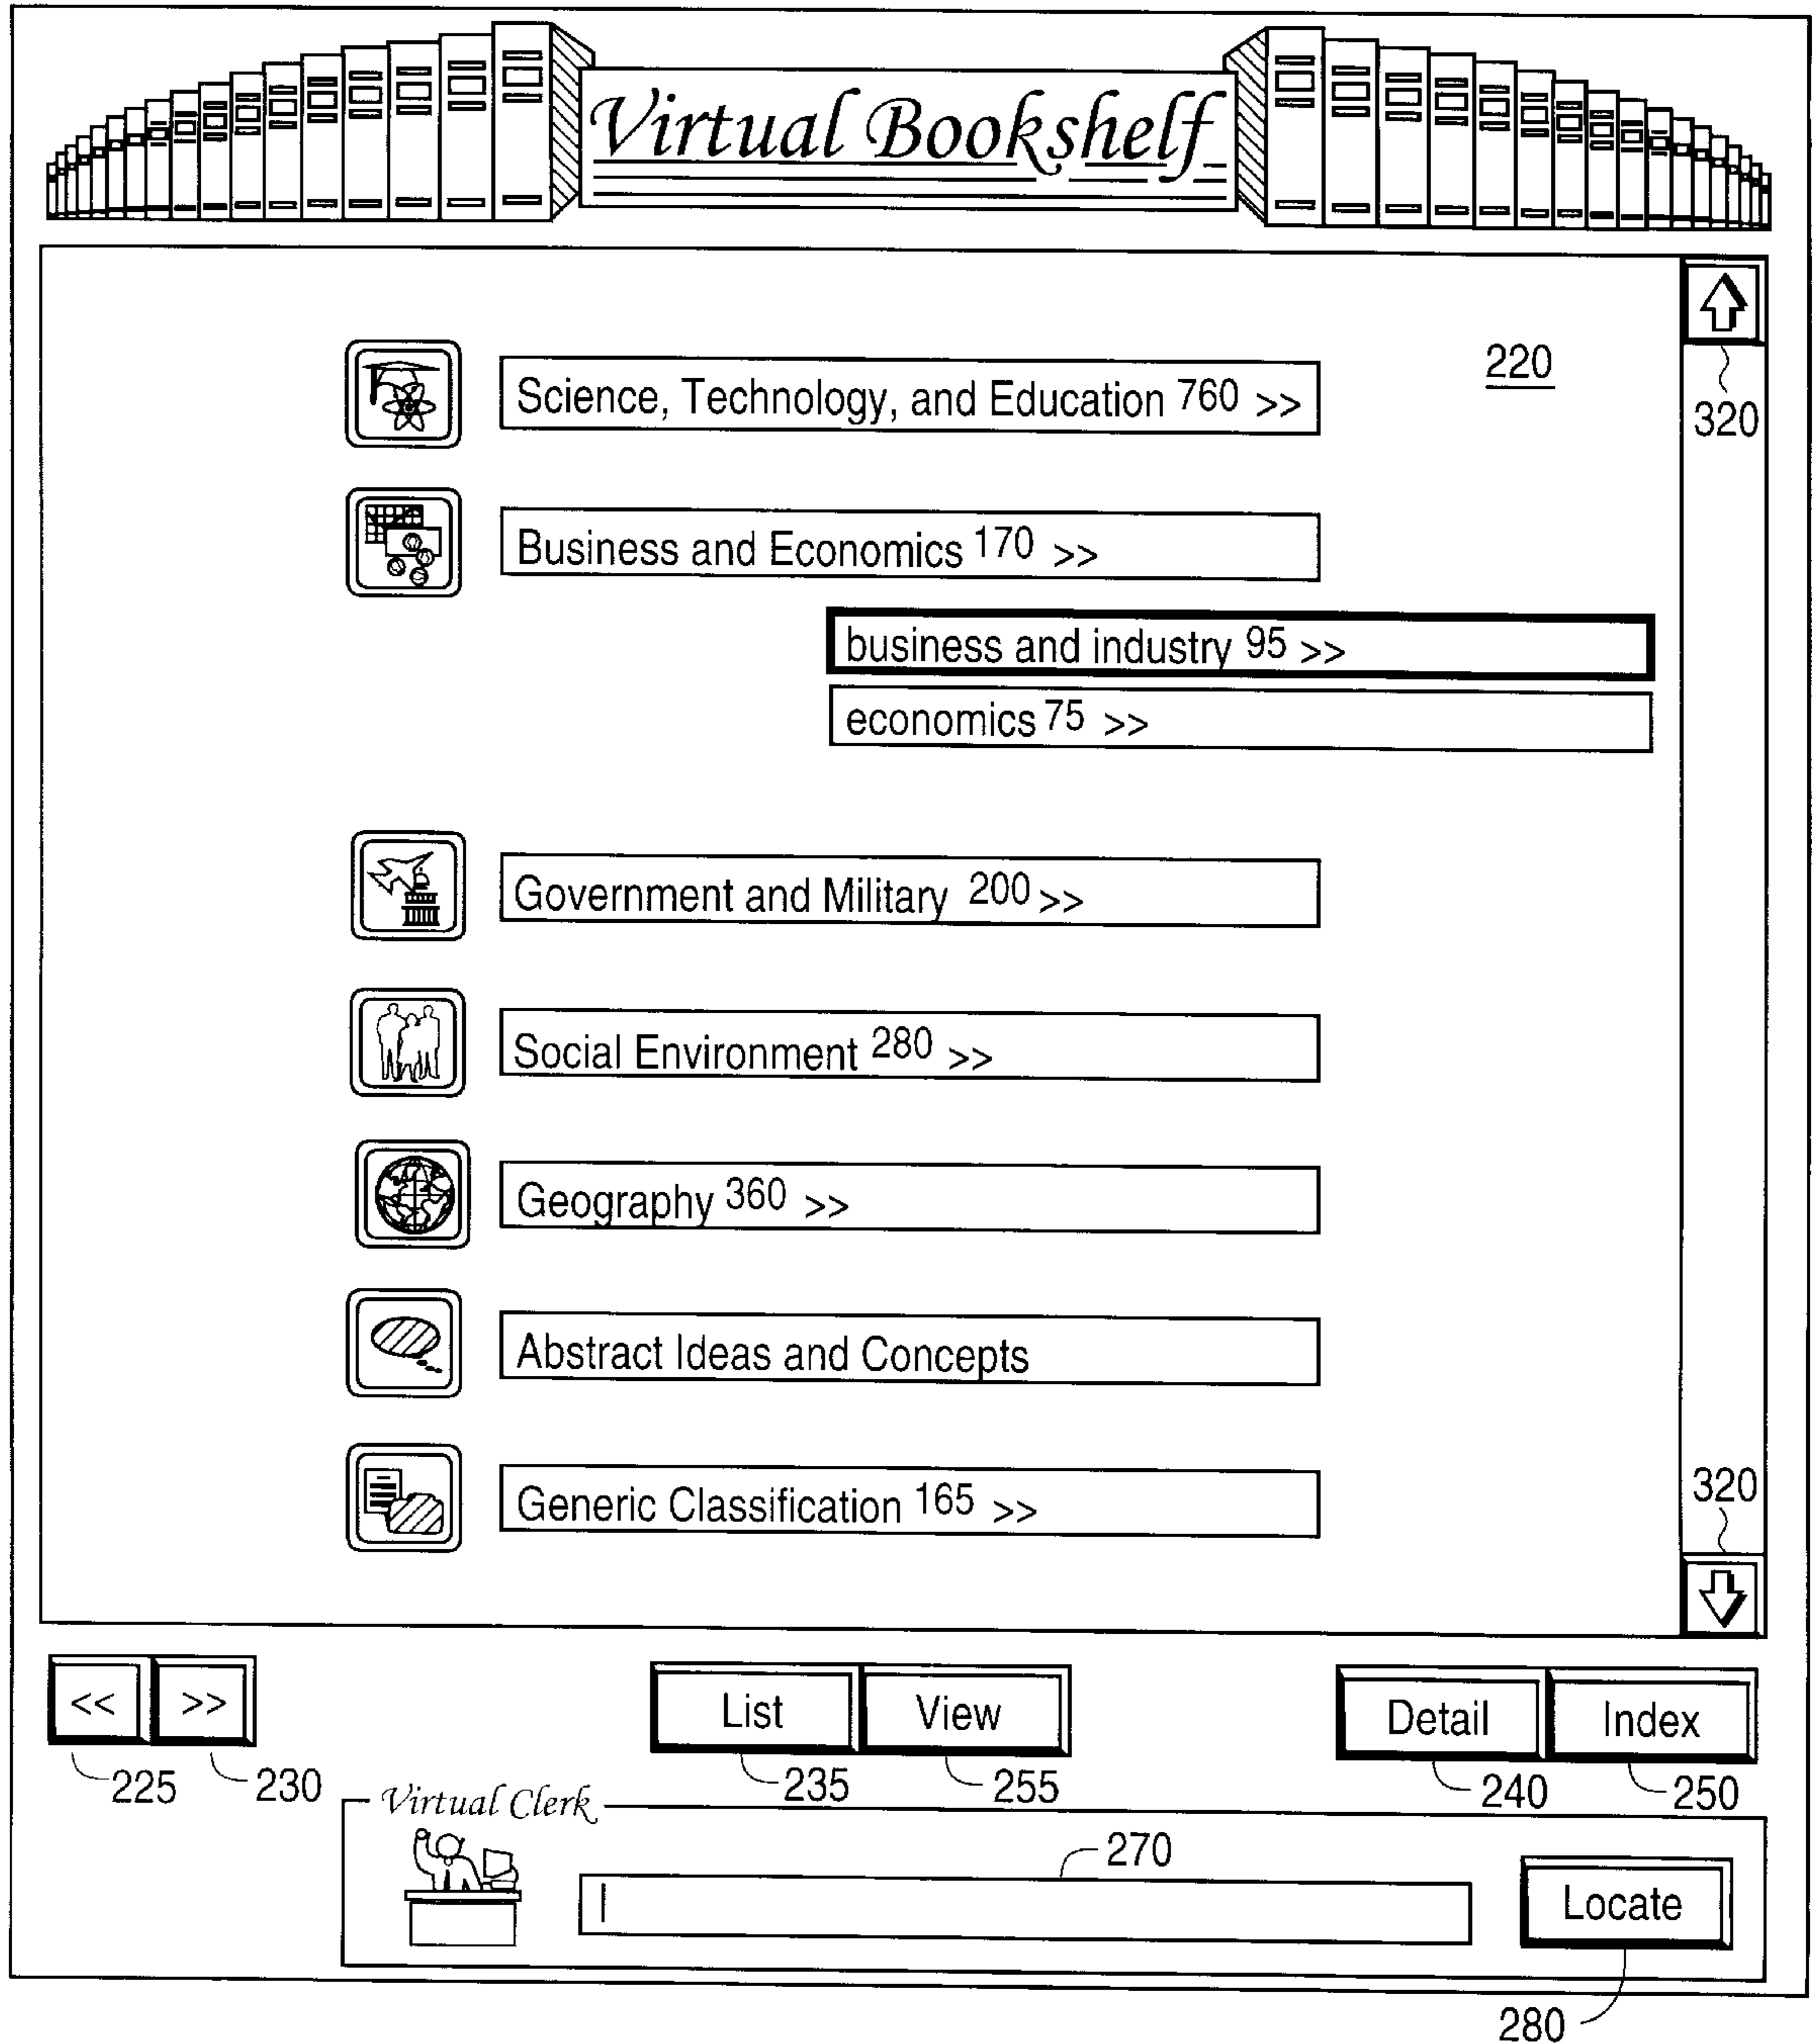 Virtual Bookshelf
220
320
Science, Technology, and Education 760 >>
Business and Economics 170 >>
business and industry 95 >>
economics 75 >>
Government and Military 200 >>
Social Environment 280 >>
Geography 360 >>
Abstract Ideas and Concepts
Generic Classification 165 >>
320
<< >> List View Detail Index
225 230 235 255 240 250
Virtual Clerk
270
Locate
280